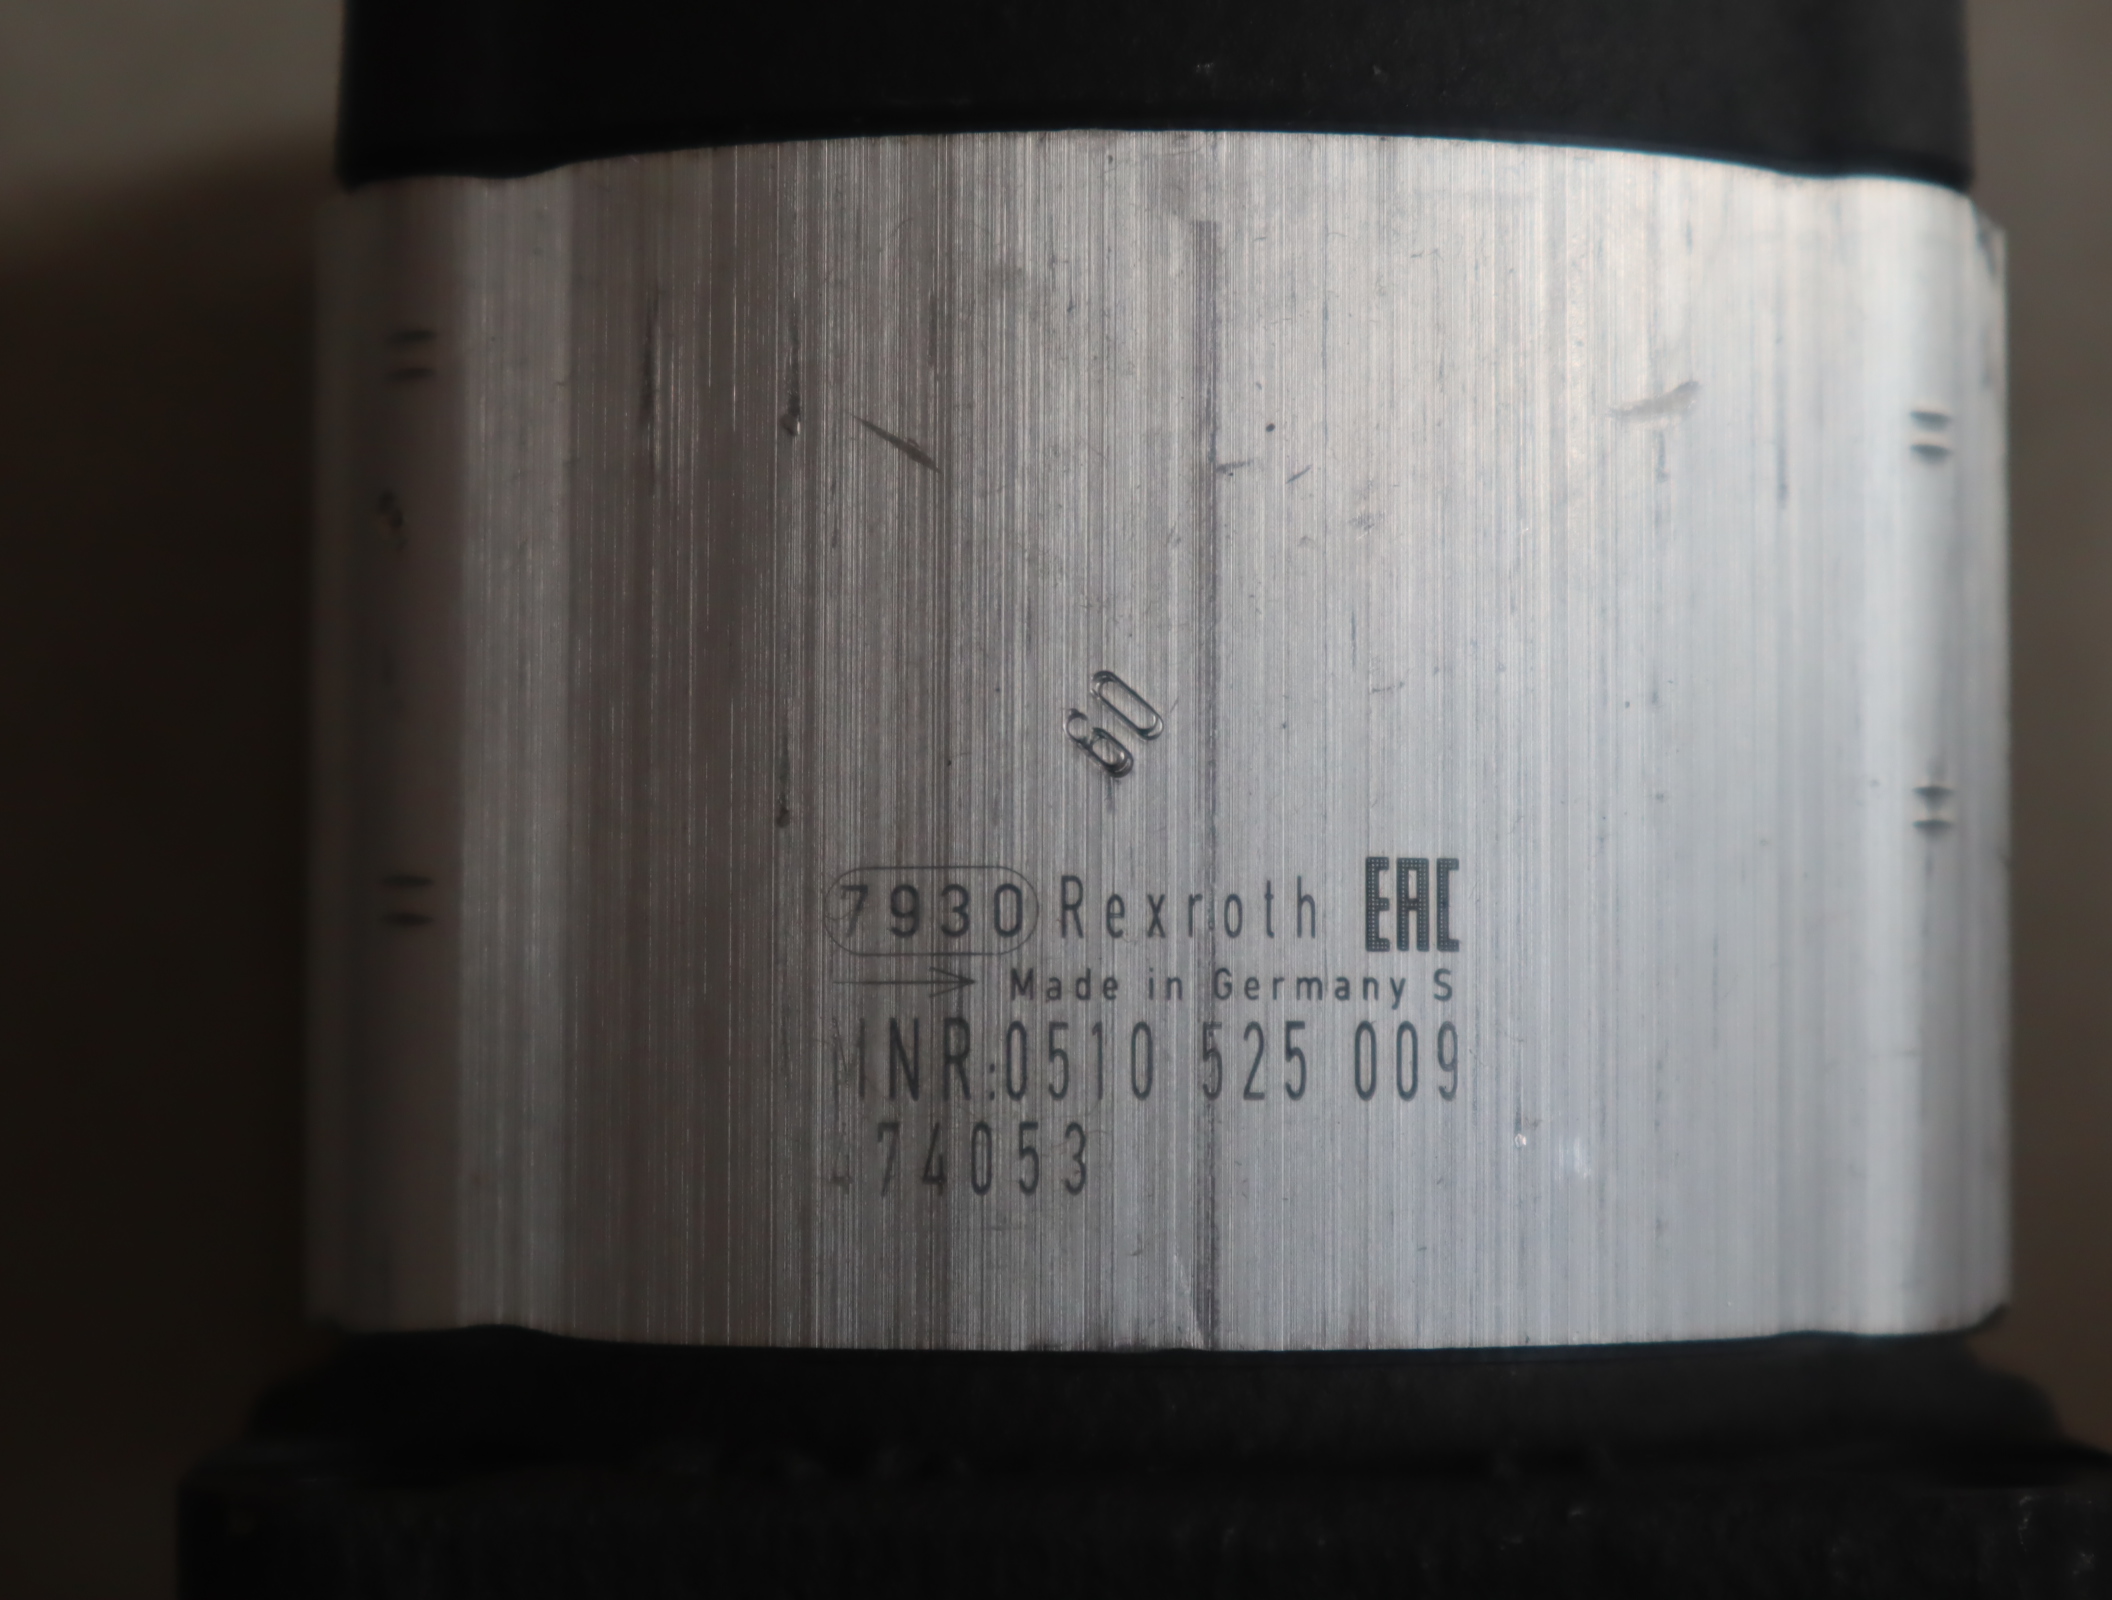 60
7930 Rexroth EAC
Made in Germany S
MNR:0510 525 009
74053